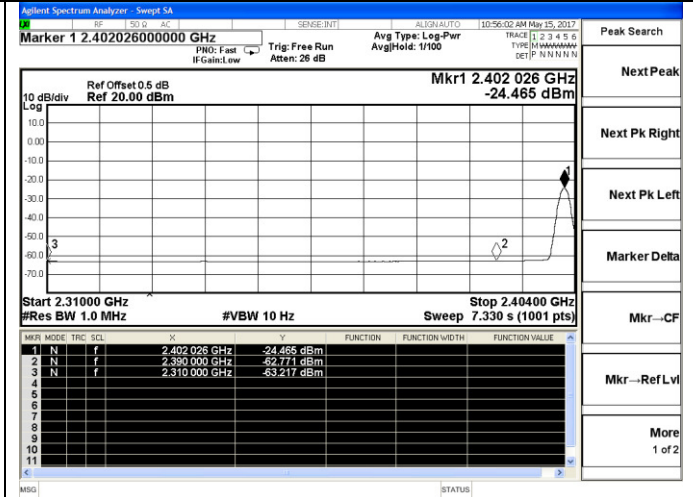 Agilent Spectrum Analyzer - Swept SA
RF 50 Ω AC SENSE:INT ALIGN AUTO 10:56:02 AM May 15, 2017
Marker 1 2.402026000000 GHz
PNO: Fast
IFGain:Low
Trig: Free Run
Atten: 26 dB
Avg Type: Log-Pwr
Avg|Hold: 1/100
TRACE 1 2 3 4 5 6
TYPE M
DET P N N N N N
Ref Offset 0.5 dB
Ref 20.00 dBm
10 dB/div
Log
Mkr1 2.402 026 GHz
-24.465 dBm
10.0
0.00
-10.0
-20.0
-30.0
-40.0
-50.0
-60.0
-70.0
1
2
3
Start 2.31000 GHz Stop 2.40400 GHz
#Res BW 1.0 MHz #VBW 10 Hz Sweep 7.330 s (1001 pts)
MKR MODE TRC SCL X Y FUNCTION FUNCTION WIDTH FUNCTION VALUE
1 N f 2.402 026 GHz -24.465 dBm
2 N f 2.390 000 GHz -62.771 dBm
3 N f 2.310 000 GHz -63.217 dBm
4
5
6
7
8
9
10
11
MSG STATUS
Peak Search
Next Peak
Next Pk Right
Next Pk Left
Marker Delta
Mkr→CF
Mkr→Ref Lvl
More
1 of 2